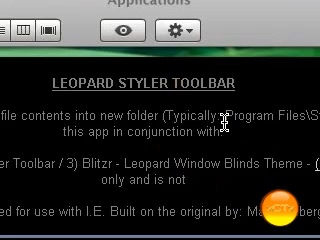 Applications
LEOPARD STYLER TOOLBAR
file contents into new folder (Typically: Program Files\S
this app in conjunction with:
er Toolbar / 3) Blitzr - Leopard Window Blinds Theme - (
only and is not
ed for use with I.E. Built on the original by: